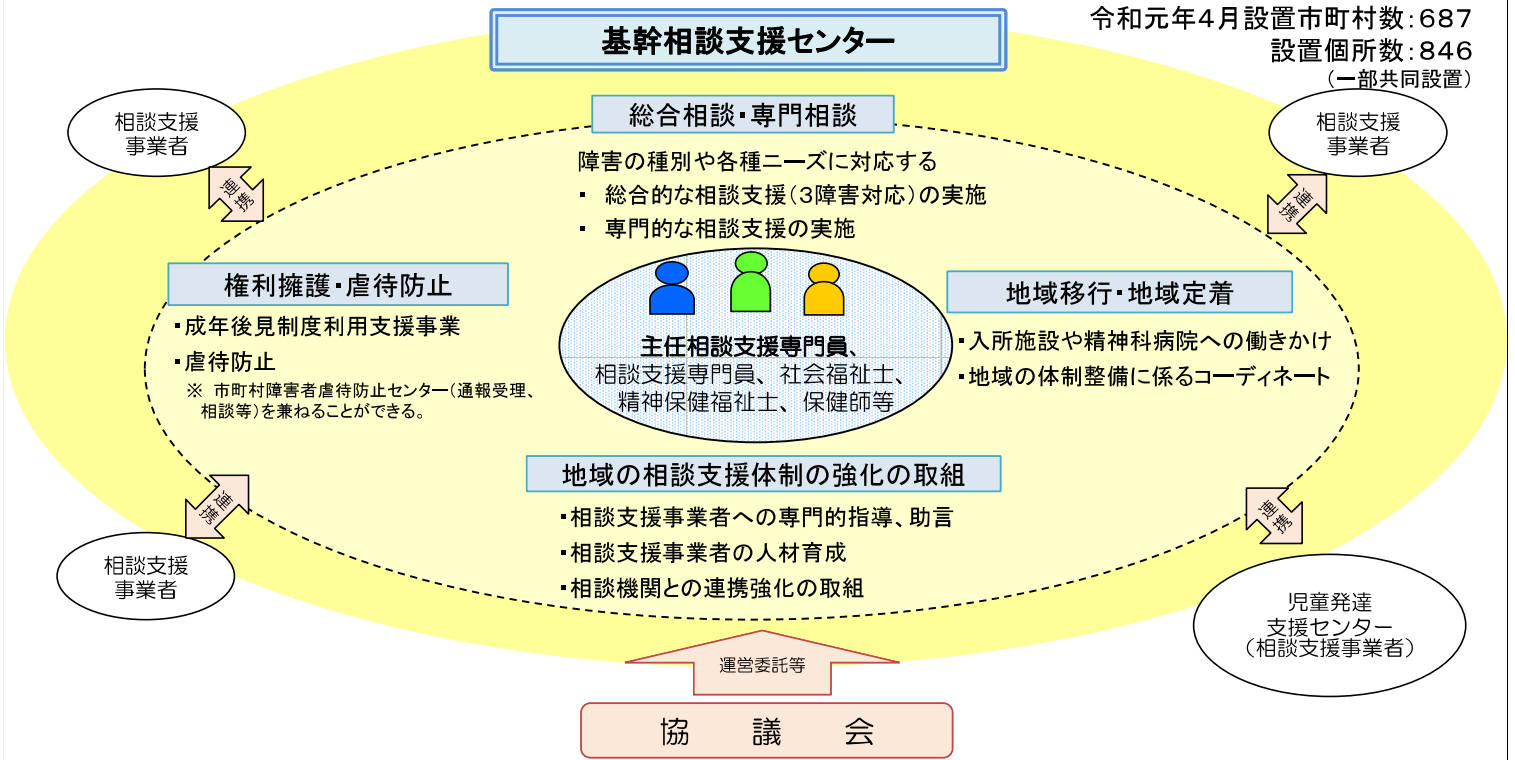 基幹相談支援センター
令和元年4月設置市町村数:687
設置個所数:846
(一部共同設置)
相談支援
事業者
連携
相談支援
事業者
連携
総合相談・専門相談
障害の種別や各種ニーズに対応する
・ 総合的な相談支援(3障害対応)の実施
・ 専門的な相談支援の実施
権利擁護・虐待防止
・成年後見制度利用支援事業
・虐待防止
※ 市町村障害者虐待防止センター(通報受理、
相談等)を兼ねることができる。
主任相談支援専門員、
相談支援専門員、社会福祉士、
精神保健福祉士、保健師等
地域移行・地域定着
・入所施設や精神科病院への働きかけ
・地域の体制整備に係るコーディネート
地域の相談支援体制の強化の取組
・相談支援事業者への専門的指導、助言
・相談支援事業者の人材育成
・相談機関との連携強化の取組
連携
相談支援
事業者
連携
児童発達
支援センター
(相談支援事業者)
運営委託等
協 議 会